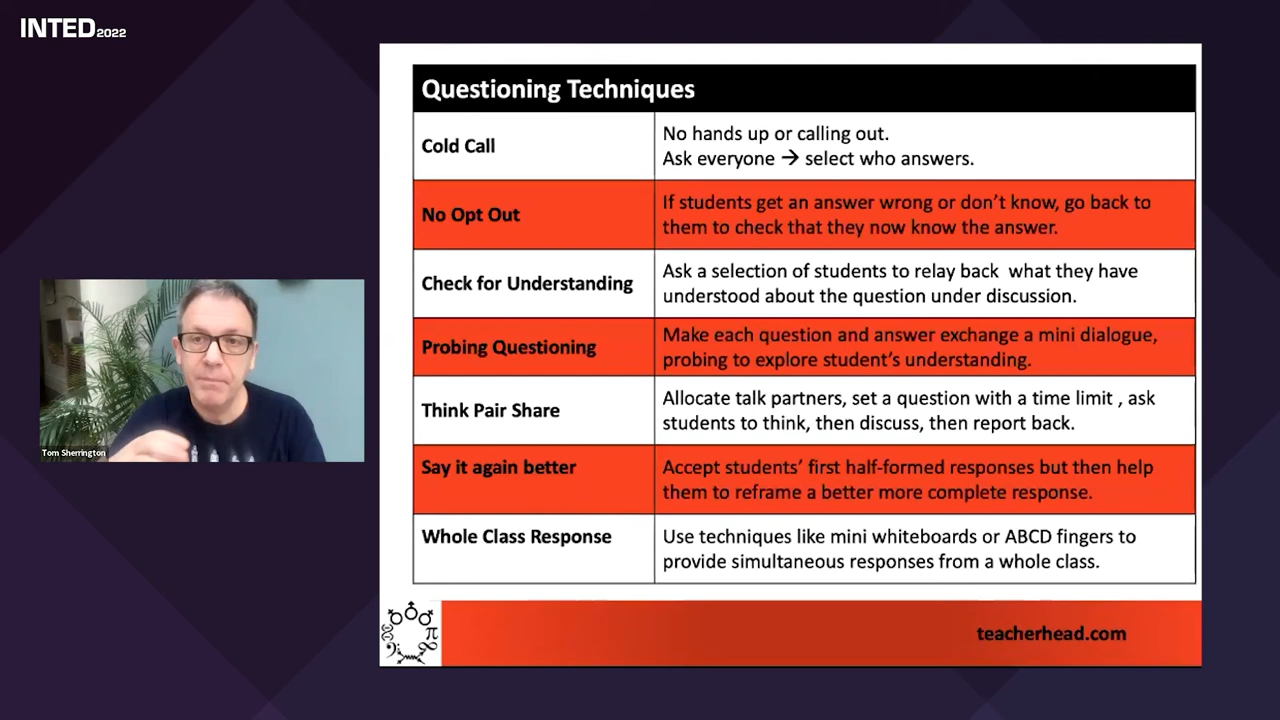 INTED2022
Questioning Techniques
Cold Call
No hands up or calling out.
Ask everyone → select who answers.
No Opt Out
If students get an answer wrong or don't know, go back to
them to check that they now know the answer.
Check for Understanding
Ask a selection of students to relay back what they have
understood about the question under discussion.
Probing Questioning
Make each question and answer exchange a mini dialogue,
probing to explore student's understanding.
Think Pair Share
Allocate talk partners, set a question with a time limit , ask
students to think, then discuss, then report back.
Say it again better
Accept students' first half-formed responses but then help
them to reframe a better more complete response.
Whole Class Response
Use techniques like mini whiteboards or ABCD fingers to
provide simultaneous responses from a whole class.
Tom Sherrington
teacherhead.com